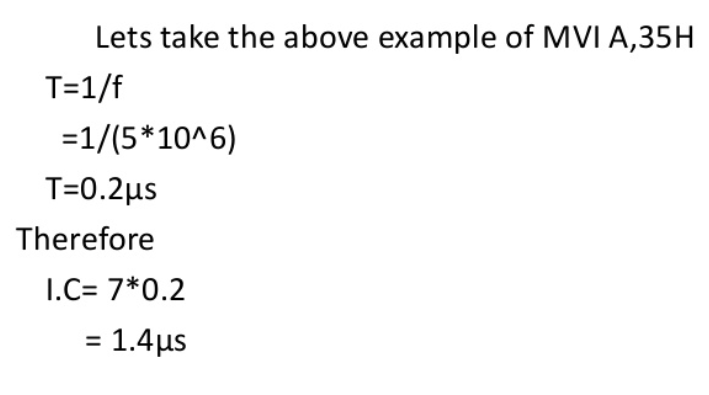 Lets take the above example of MVI A,35H
T=1/f
=1/(5*10^6)
T=0.2µs
Therefore
I.C= 7*0.2
= 1.4µs